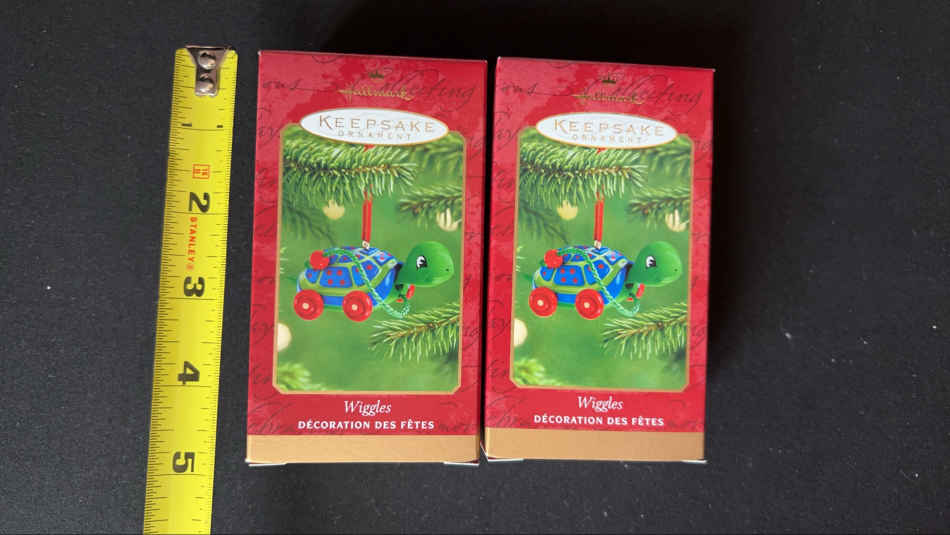 1
2
STANLEY®
3
4
5
Hallmark
KEEPSAKE
ORNAMENT
Wiggles
DÉCORATION DES FÊTES
Hallmark
KEEPSAKE
ORNAMENT
Wiggles
DÉCORATION DES FÊTES